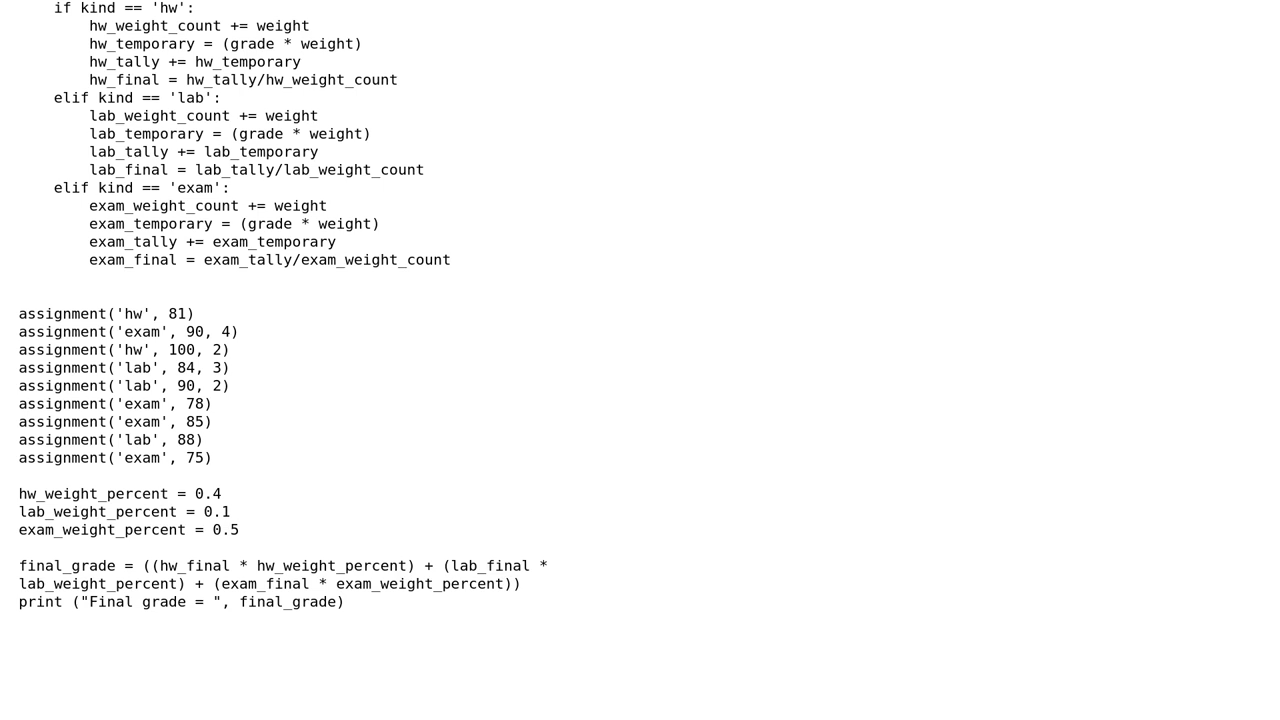 if kind == 'hw':
hw_weight_count += weight
hw_temporary = (grade * weight)
hw_tally += hw_temporary
hw_final = hw_tally/hw_weight_count
elif kind == 'lab':
lab_weight_count += weight
lab_temporary = (grade * weight)
lab_tally += lab_temporary
lab_final = lab_tally/lab_weight_count
elif kind == 'exam':
exam_weight_count += weight
exam_temporary = (grade * weight)
exam_tally += exam_temporary
exam_final = exam_tally/exam_weight_count
assignment('hw', 81)
assignment('exam', 90, 4)
assignment('hw', 100, 2)
assignment('lab', 84, 3)
assignment('lab', 90, 2)
assignment('exam', 78)
assignment('exam', 85)
assignment('lab', 88)
assignment('exam', 75)
hw_weight_percent = 0.4
lab_weight_percent = 0.1
exam_weight_percent = 0.5
final_grade = ((hw_final * hw_weight_percent) + (lab_final *
lab_weight_percent) + (exam_final * exam_weight_percent))
print ("Final grade = ", final_grade)